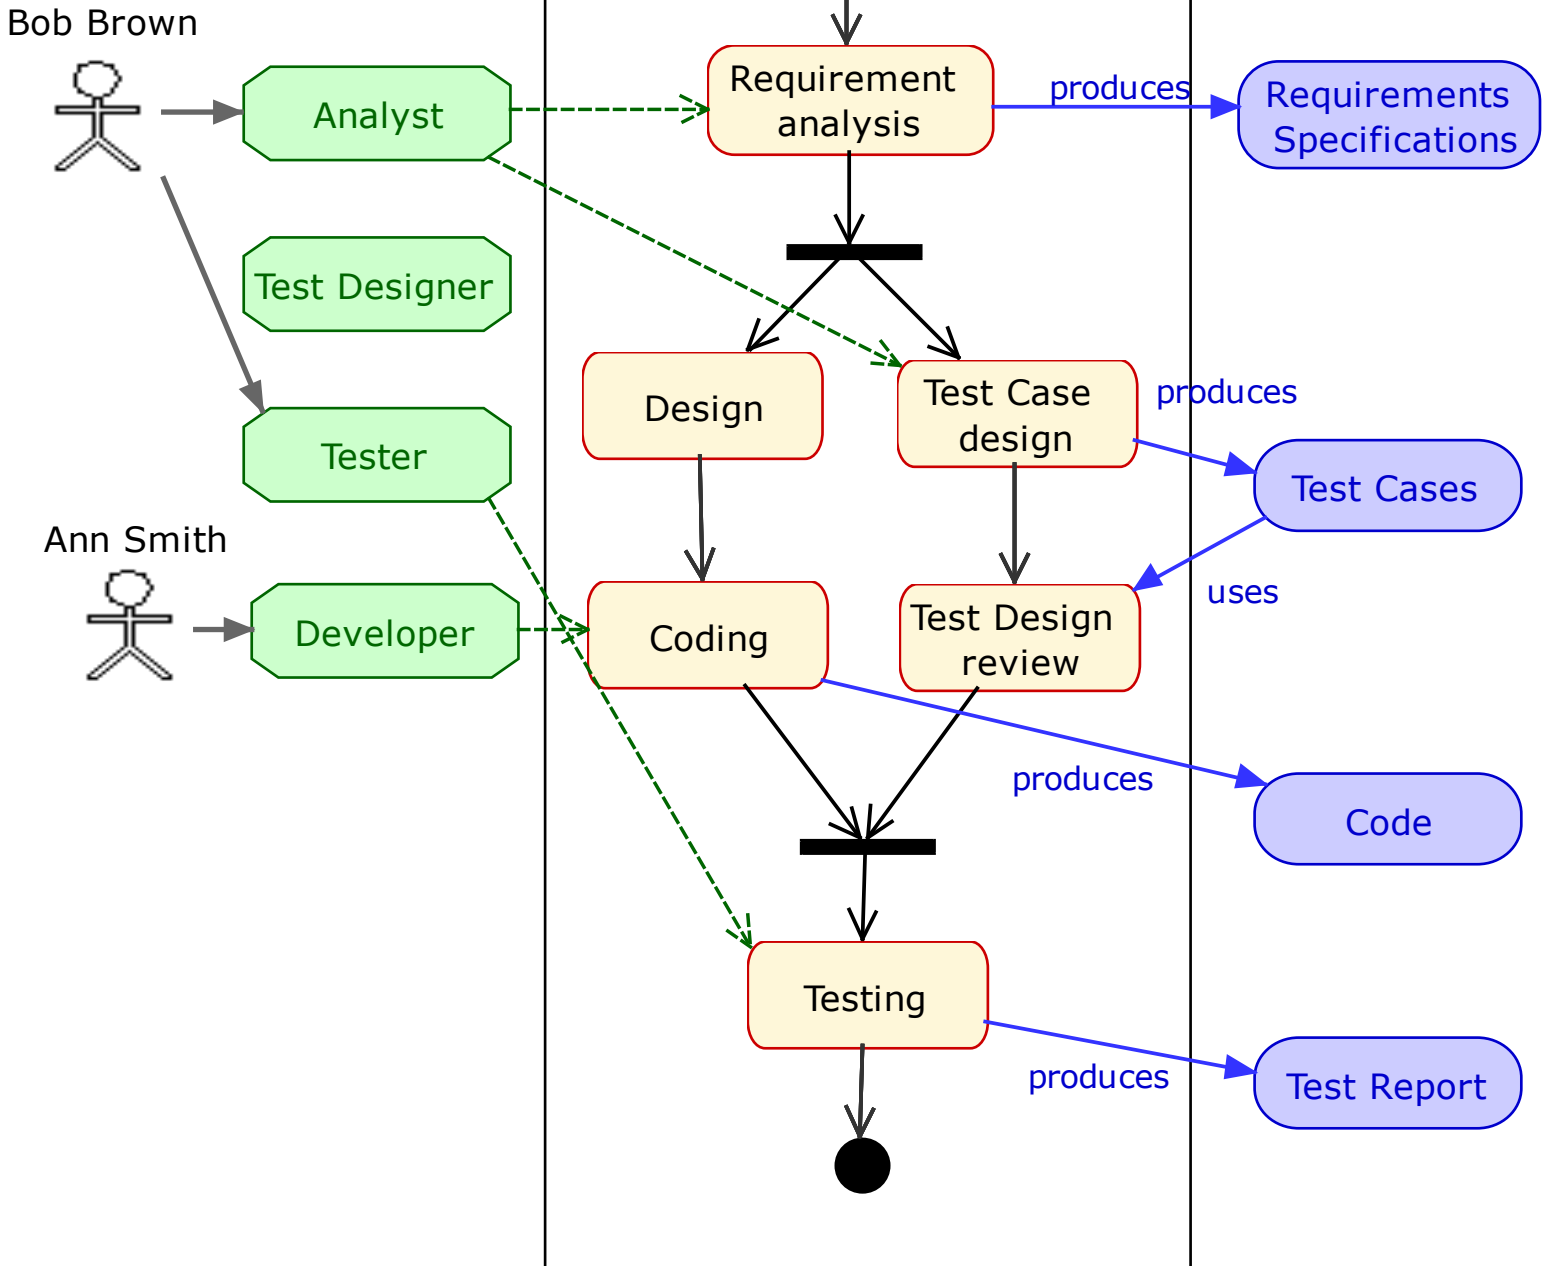 Bob Brown
Analyst
Requirement
analysis
produces
Requirements
Specifications
Test Designer
Design
Test Case
design
produces
Tester
Test Cases
Ann Smith
uses
Developer
Coding
Test Design
review
produces
Code
Testing
produces
Test Report